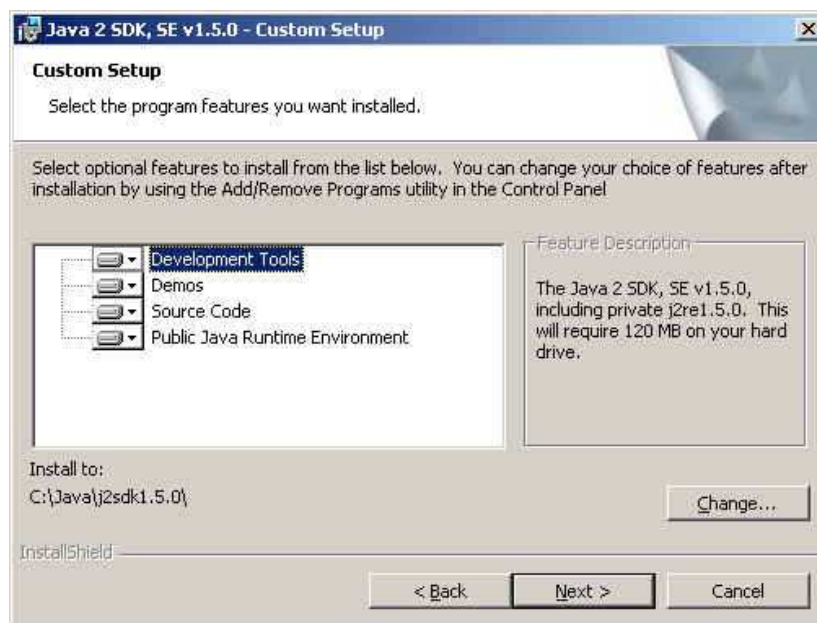 Java 2 SDK, SE v1.5.0 - Custom Setup
Custom Setup
Select the program features you want installed.
Select optional features to install from the list below. You can change your choice of features after
installation by using the Add/Remove Programs utility in the Control Panel
Development Tools
Demos
Source Code
Public Java Runtime Environment
Feature Description
The Java 2 SDK, SE v1.5.0,
including private j2re1.5.0. This
will require 120 MB on your hard
drive.
Install to:
C:\Java\j2sdk1.5.0\
Change...
InstallShield
< Back
Next >
Cancel